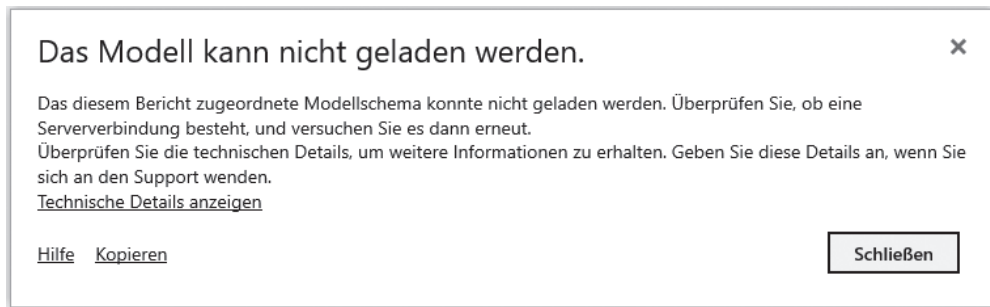 Das Modell kann nicht geladen werden.
Das diesem Bericht zugeordnete Modellschema konnte nicht geladen werden. Überprüfen Sie, ob eine
Serververbindung besteht, und versuchen Sie es dann erneut.
Überprüfen Sie die technischen Details, um weitere Informationen zu erhalten. Geben Sie diese Details an, wenn Sie
sich an den Support wenden.
Technische Details anzeigen
Hilfe Kopieren Schließen